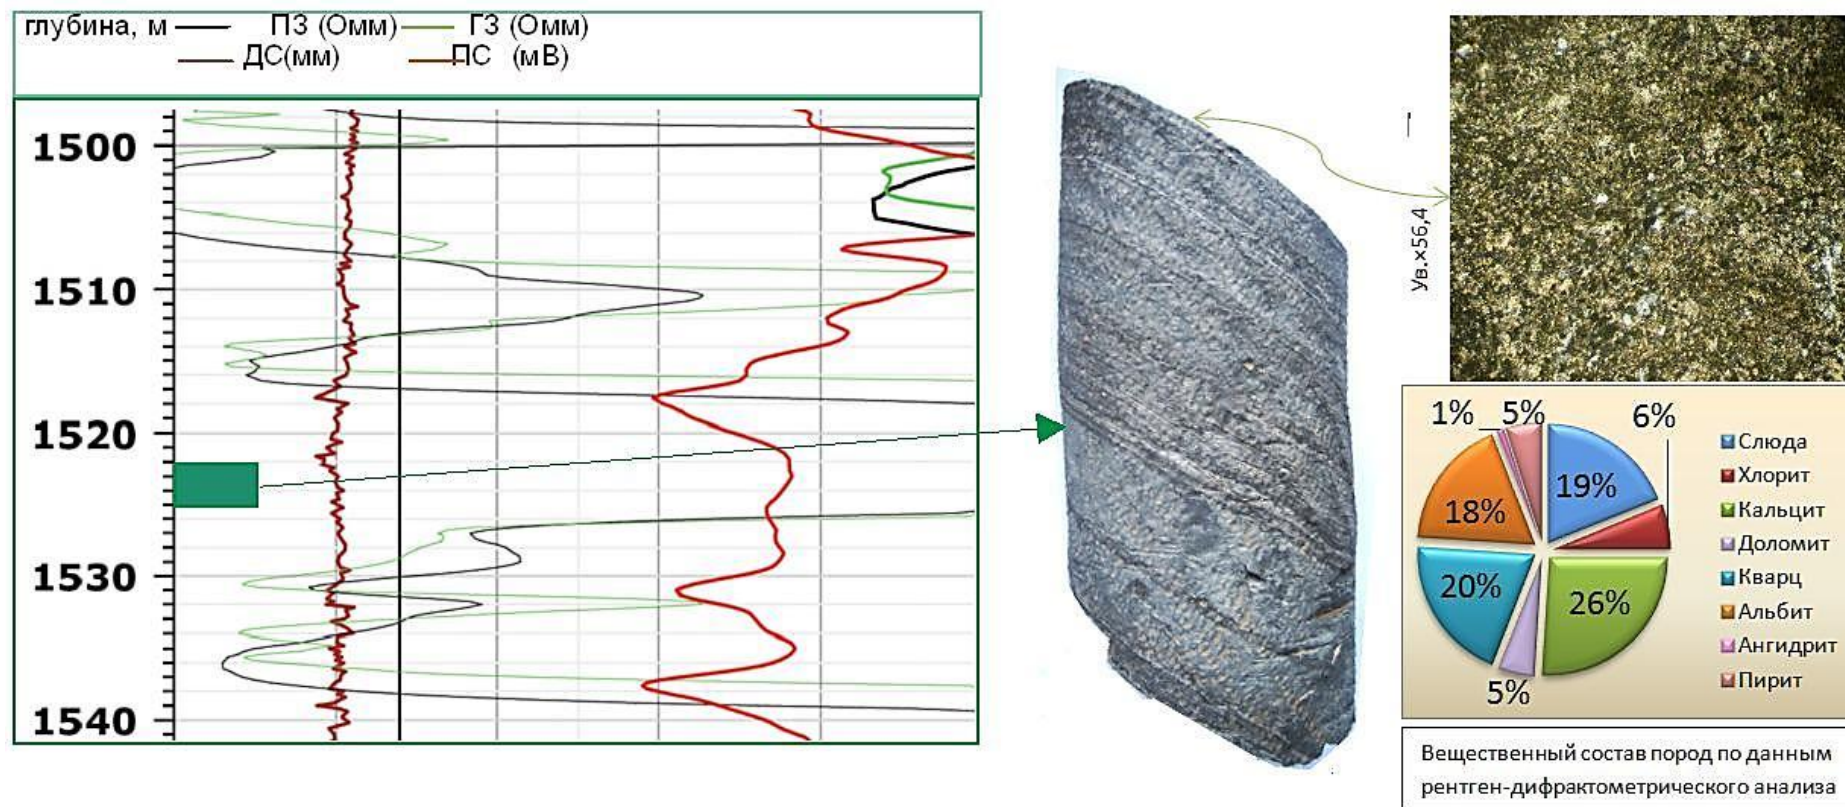 глубина, м ПЗ (Омм) ГЗ (Омм)
ДС(мм) ПС (мВ)
1500
1510
1520
1530
1540
Ув.×56,4
1% 5% 6%
19%
18%
20%
26%
5%
Слюда
Хлорит
Кальцит
Доломит
Кварц
Альбит
Ангидрит
Пирит
Вещественный состав пород по данным
рентген-дифрактометрического анализа